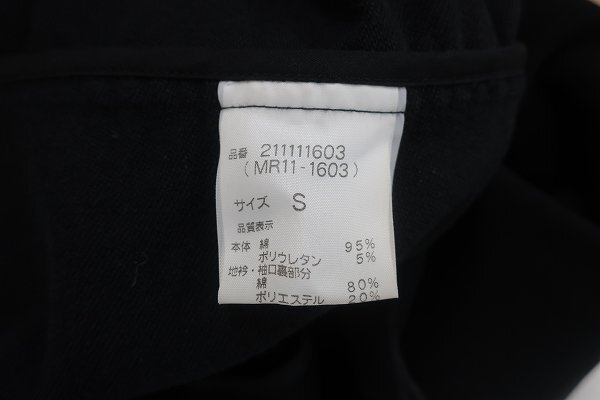 品番 211111603
(MR11-1603)
サイズ S
品質表示
本体 綿 95%
ポリウレタン 5%
地衿・袖口裏部分
綿 80%
ポリエステル 20%